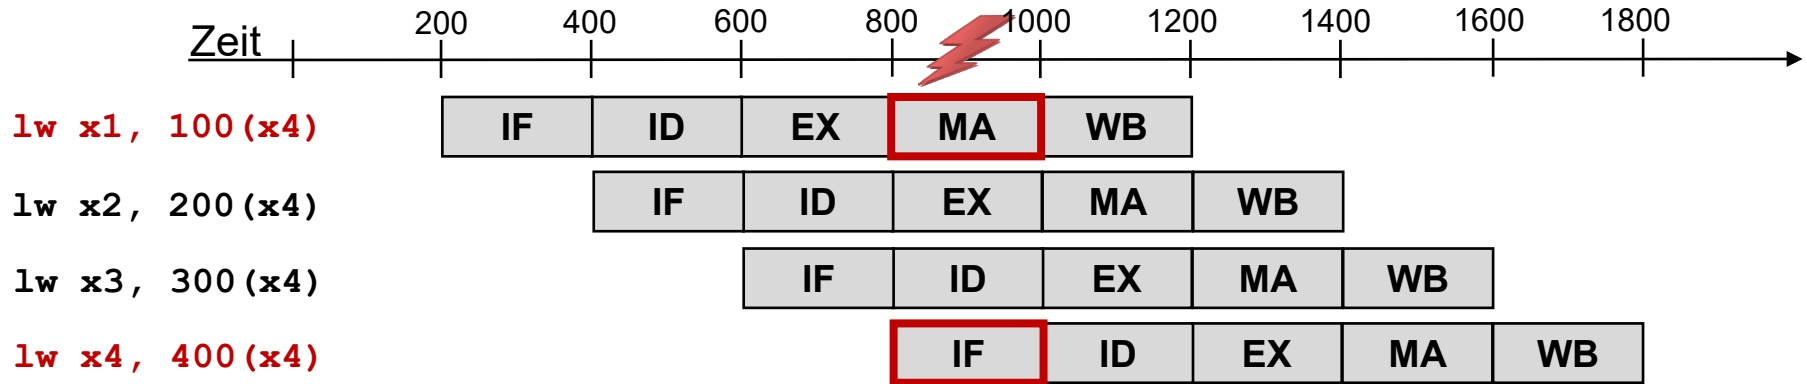 200 400 600 800 1000 1200 1400 1600 1800
Zeit
lw x1, 100(x4) IF ID EX MA WB
lw x2, 200(x4) IF ID EX MA WB
lw x3, 300(x4) IF ID EX MA WB
lw x4, 400(x4) IF ID EX MA WB